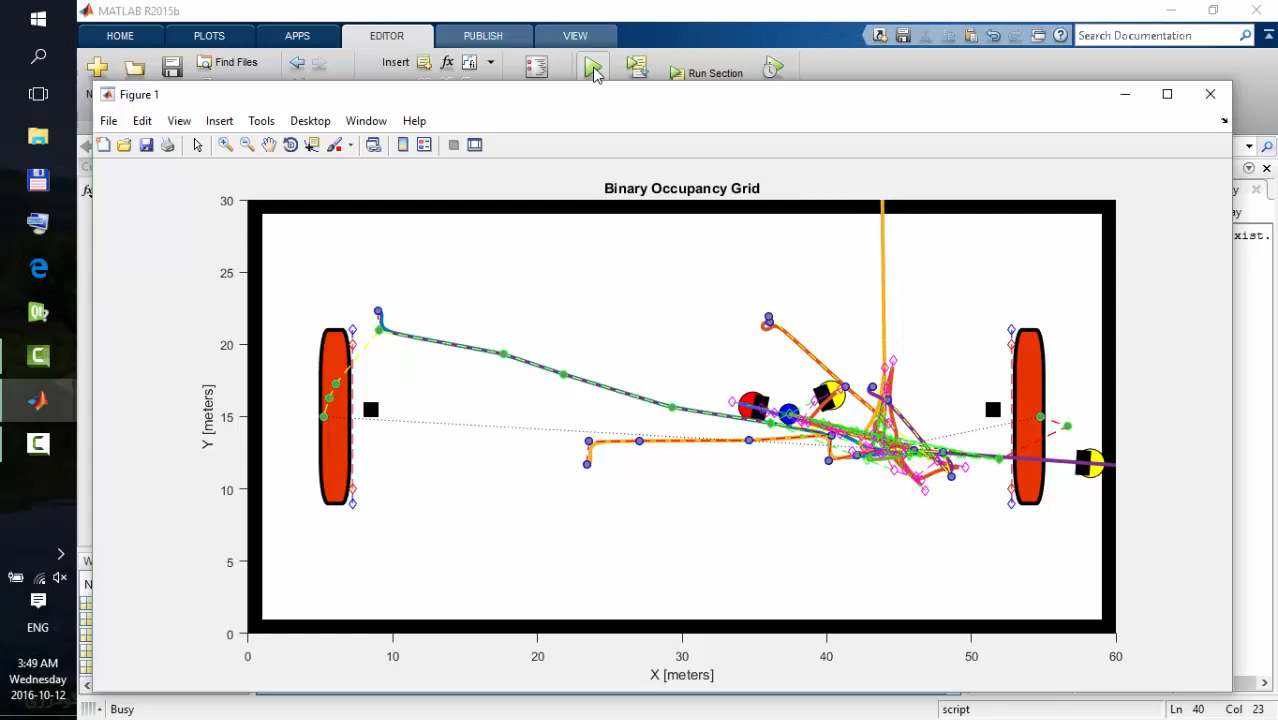 MATLAB R2015b
HOME PLOTS APPS EDITOR PUBLISH VIEW
Search Documentation
Find Files
Insert
fx
Run Section
Figure 1
File Edit View Insert Tools Desktop Window Help
Binary Occupancy Grid
30
25
20
15
10
5
0
Y [meters]
0 10 20 30 40 50 60
X [meters]
xist.
ENG
3:49 AM
Wednesday
2016-10-12
Busy
script
Ln 40 Col 23